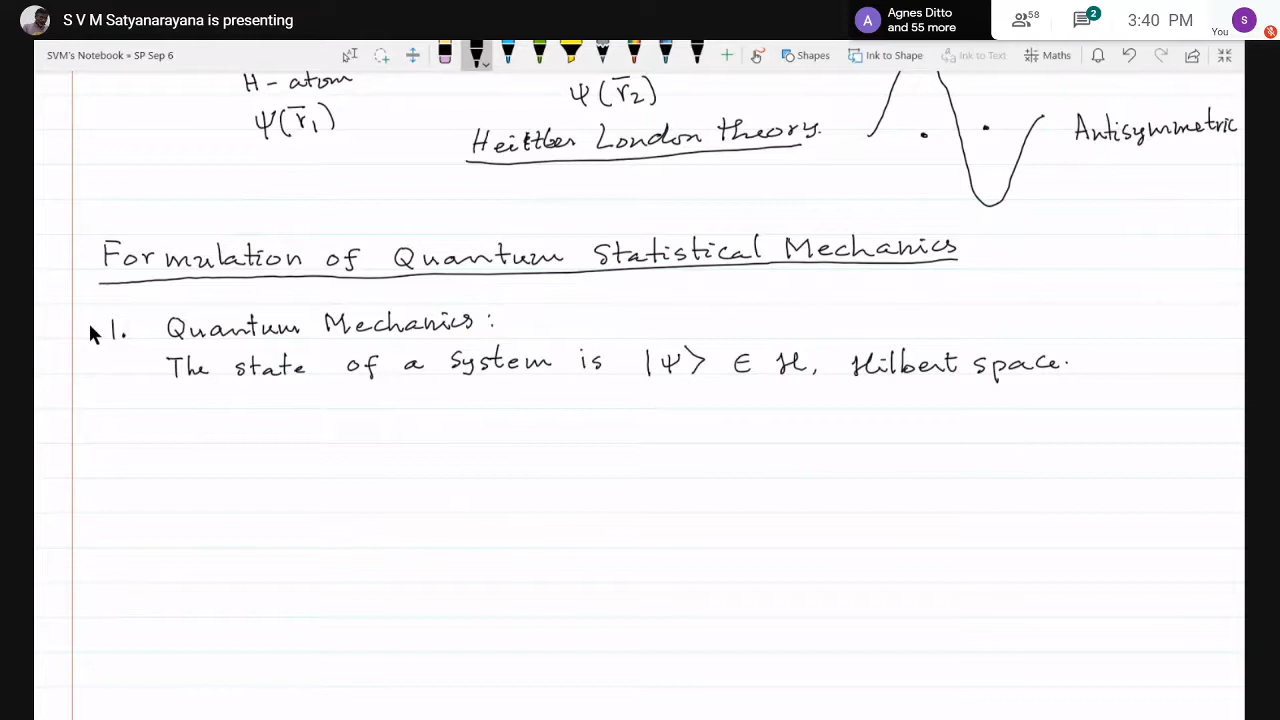 S V M Satyanarayana is presenting
A
Agnes Ditto
and 55 more
58
2
3:40 PM
S
You
SVM's Notebook » SP Sep 6
Shapes
Ink to Shape
Ink to Text
Maths
H - atom
Ψ(r̄₁)
Ψ(r̄₂)
Heittler London theory.
Antisymmetric
Formulation of Quantum Statistical Mechanics
1. Quantum Mechanics:
The state of a system is |Ψ> ∈ ℋ, Hilbert space.